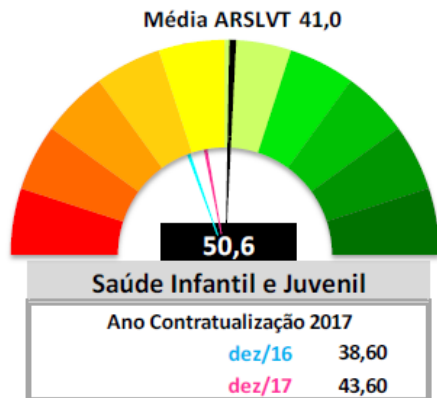 Média ARSLVT 41,0
50,6
Saúde Infantil e Juvenil
Ano Contratualização 2017
dez/16 38,60
dez/17 43,60